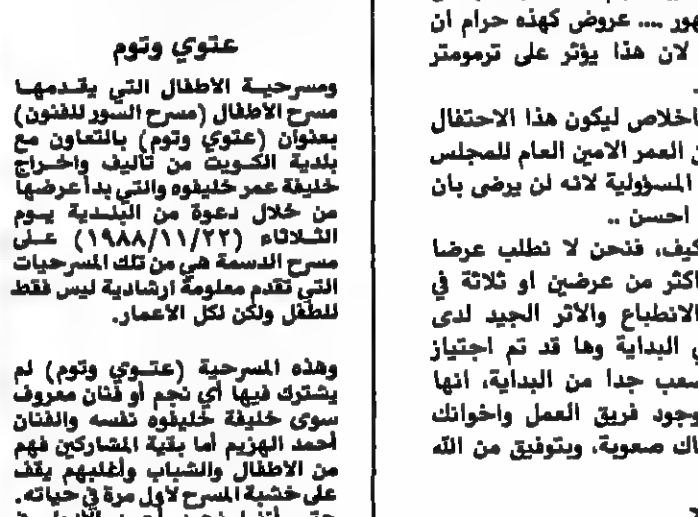 هور .... عروض كهذه حرام ان
لان هذا يؤثر على ترمومتر
.
اخلاص ليكون هذا الاحتفال
العمر الامين العام للمجلس
المسؤولية لانه لن يرضى بان
احسن ..
كيف، فنحن لا نطلب عرضا
اكثر من عرضين او ثلاثة في
الانطباع والأثر الجيد لدى
البداية وها قد تم اجتياز
صعب جدا من البداية، انها
وجود فريق العمل واخوانك
اك صعوبة، وبتوفيق من الله
عتوي وتوم
ومسرحية الاطفال التي يقدمها
مسرح الاطفال (مسرح السور للفنون)
بعنوان (عتوي وتوم) بالتعاون مع
بلدية الكويت من تأليف واخراج
خليفة عمر خليفوه والتي بدأ عرضها
من خلال دعوة من البلدية يوم
الثلاثاء (١٩٨٨/١١/٢٢) على
مسرح الدسمة هي من تلك المسرحيات
التي تقدم معلومة ارشادية ليس فقط
للطفل ولكن لكل الأعمار.
وهذه المسرحية (عتوي وتوم) لم
يشترك فيها أي نجم أو فنان معروف
سوى خليفة خليفوه نفسه والفنان
أحمد الهزيم أما بقية المشاركين فهم
من الاطفال والشباب وأغلبهم يقف
على خشبة المسرح لاول مرة في حياته.